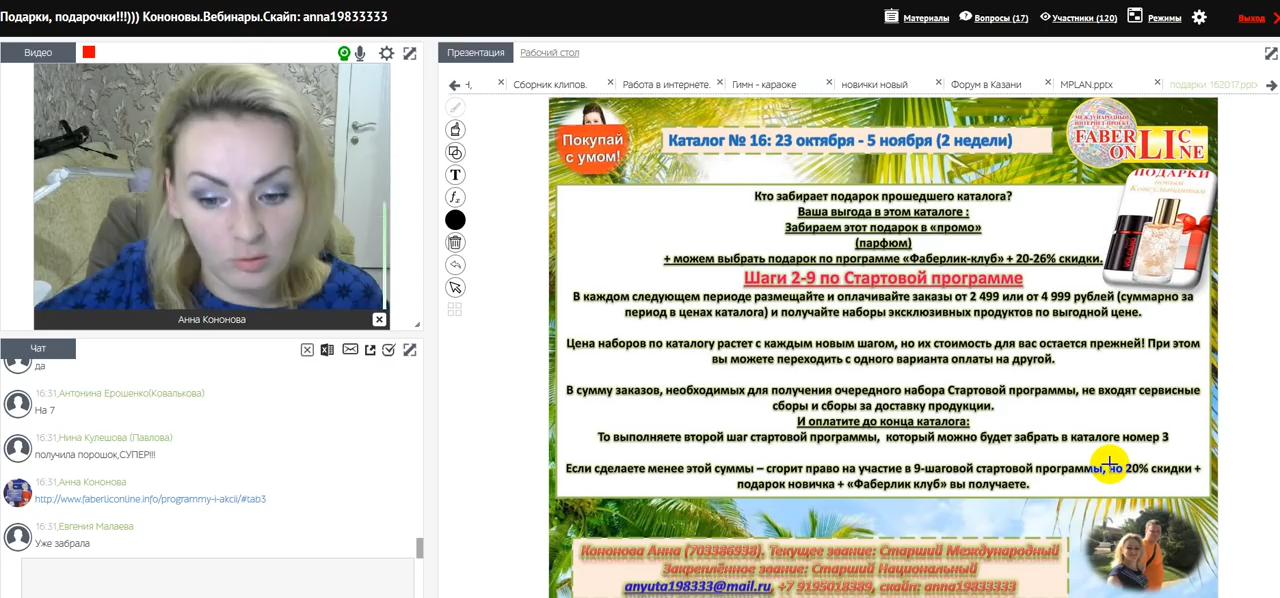 Подарки, подарочки!!!))) Кононовы.Вебинары.Скайп: anna19833333
Материалы
Вопросы (17)
Участники (120)
Режимы
Выход
Видео
Анна Кононова
Чат
да
16:31,Антонина Ерошенко(Ковалькова)
На 7
16:31,Нина Кулешова (Павлова)
получила порошок,СУПЕР!!!
16:31,Анна Кононова
http://www.faberliconline.info/programmy-i-akcii/#tab3
16:31,Евгения Малаева
Уже забрала
Презентация
Рабочий стол
Сборник клипов.
Работа в интернете.
Гимн - караоке
новички новый
Форум в Казани
MPLAN.pptx
подарки 162017.pptx
Покупай
с умом!
Каталог № 16: 23 октября - 5 ноября (2 недели)
МЕЖДУНАРОДНЫЙ
ИНТЕРНЕТ-ПРОЕКТ
FABERLIC
ONLINE
ПОДАРКИ
новым
Консультантам
Кто забирает подарок прошедшего каталога?
Ваша выгода в этом каталоге :
Забираем этот подарок в «промо»
(парфюм)
+ можем выбрать подарок по программе «Фаберлик-клуб» + 20-26% скидки.
Шаги 2-9 по Стартовой программе
В каждом следующем периоде размещайте и оплачивайте заказы от 2 499 или от 4 999 рублей (суммарно за
период в ценах каталога) и получайте наборы эксклюзивных продуктов по выгодной цене.
Цена наборов по каталогу растет с каждым новым шагом, но их стоимость для вас остается прежней! При этом
вы можете переходить с одного варианта оплаты на другой.
В сумму заказов, необходимых для получения очередного набора Стартовой программы, не входят сервисные
сборы и сборы за доставку продукции.
И оплатите до конца каталога:
То выполняете второй шаг стартовой программы, который можно будет забрать в каталоге номер 3
Если сделаете менее этой суммы – сгорит право на участие в 9-шаговой стартовой программы, но 20% скидки +
подарок новичка + «Фаберлик клуб» вы получаете.
Кононова Анна (703386938). Текущее звание: Старший Международный
Закреплённое звание: Старший Национальный
anyuta198333@mail.ru, +7 9195018389, скайп: anna19833333